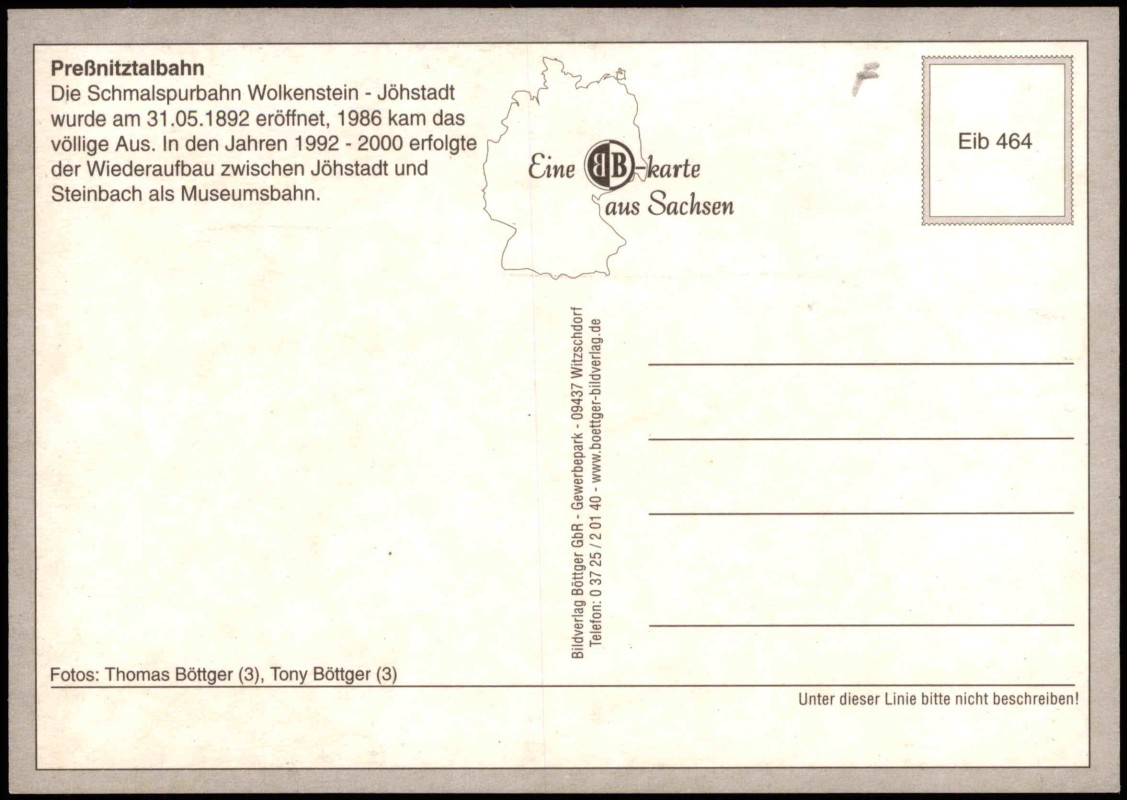 Preßnitztalbahn
Die Schmalspurbahn Wolkenstein - Jöhstadt
wurde am 31.05.1892 eröffnet, 1986 kam das
völlige Aus. In den Jahren 1992 - 2000 erfolgte
der Wiederaufbau zwischen Jöhstadt und
Steinbach als Museumsbahn.
Eine BB-karte
aus Sachsen
Eib 464
Bildverlag Böttger GbR - Gewerbepark - 09437 Witzschdorf
Telefon: 0 37 25 / 2 01 40 - www.boettger-bildverlag.de
Fotos: Thomas Böttger (3), Tony Böttger (3)
Unter dieser Linie bitte nicht beschreiben!